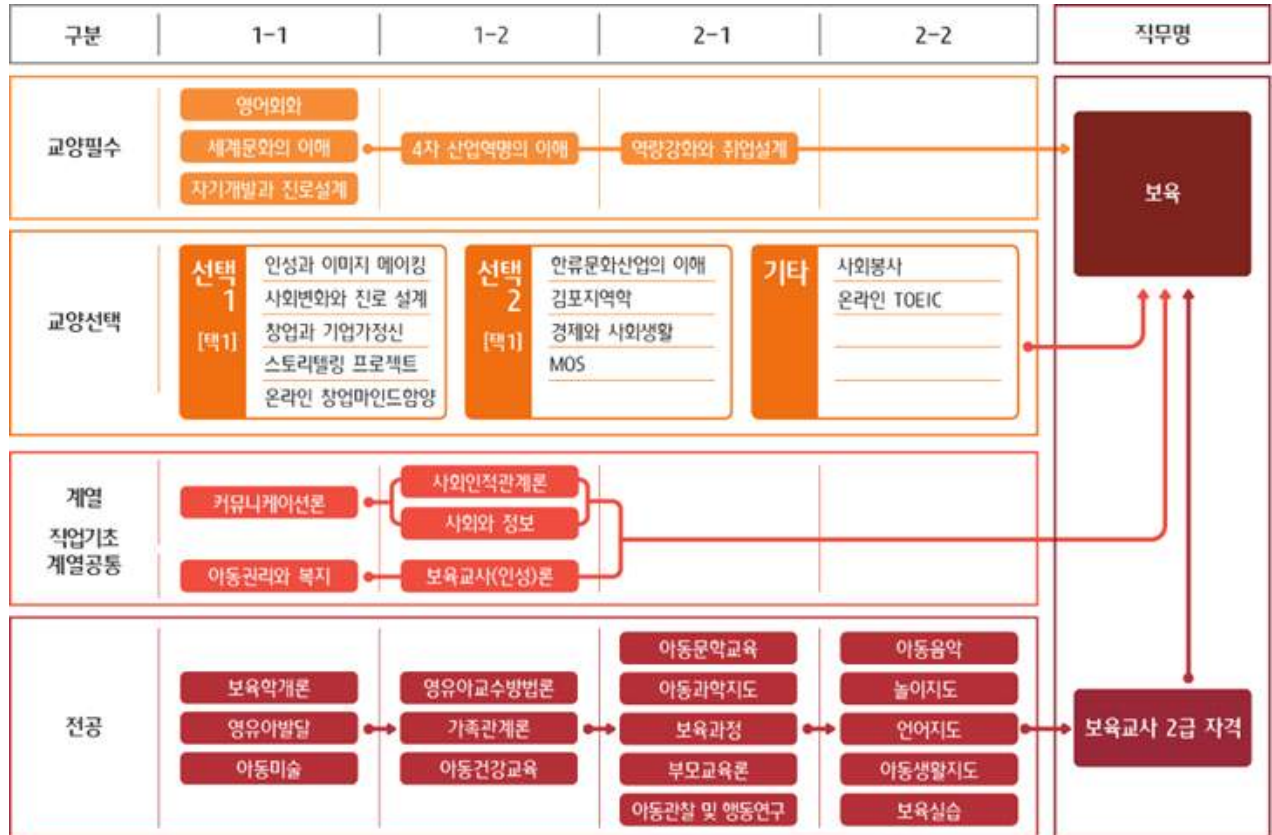 구분 1-1 1-2 2-1 2-2 직무명
교양필수
영어회화
세계문화의 이해
자기개발과 진로설계
4차 산업혁명의 이해
역량강화와 취업설계
보육
교양선택
선택
1
[택1]
인성과 이미지 메이킹
사회변화와 진로 설계
창업과 기업가정신
스토리텔링 프로젝트
온라인 창업마인드함양
선택
2
[택1]
한류문화산업의 이해
김포지역학
경제와 사회생활
MOS
기타
사회봉사
온라인 TOEIC
계열
직업기초
계열공통
커뮤니케이션론
사회인적관계론
사회와 정보
아동권리와 복지
보육교사(인성)론
전공
보육학개론
영유아발달
아동미술
영유아교수방법론
가족관계론
아동건강교육
아동문학교육
아동과학지도
보육과정
부모교육론
아동관찰 및 행동연구
아동음악
놀이지도
언어지도
아동생활지도
보육실습
보육교사 2급 자격